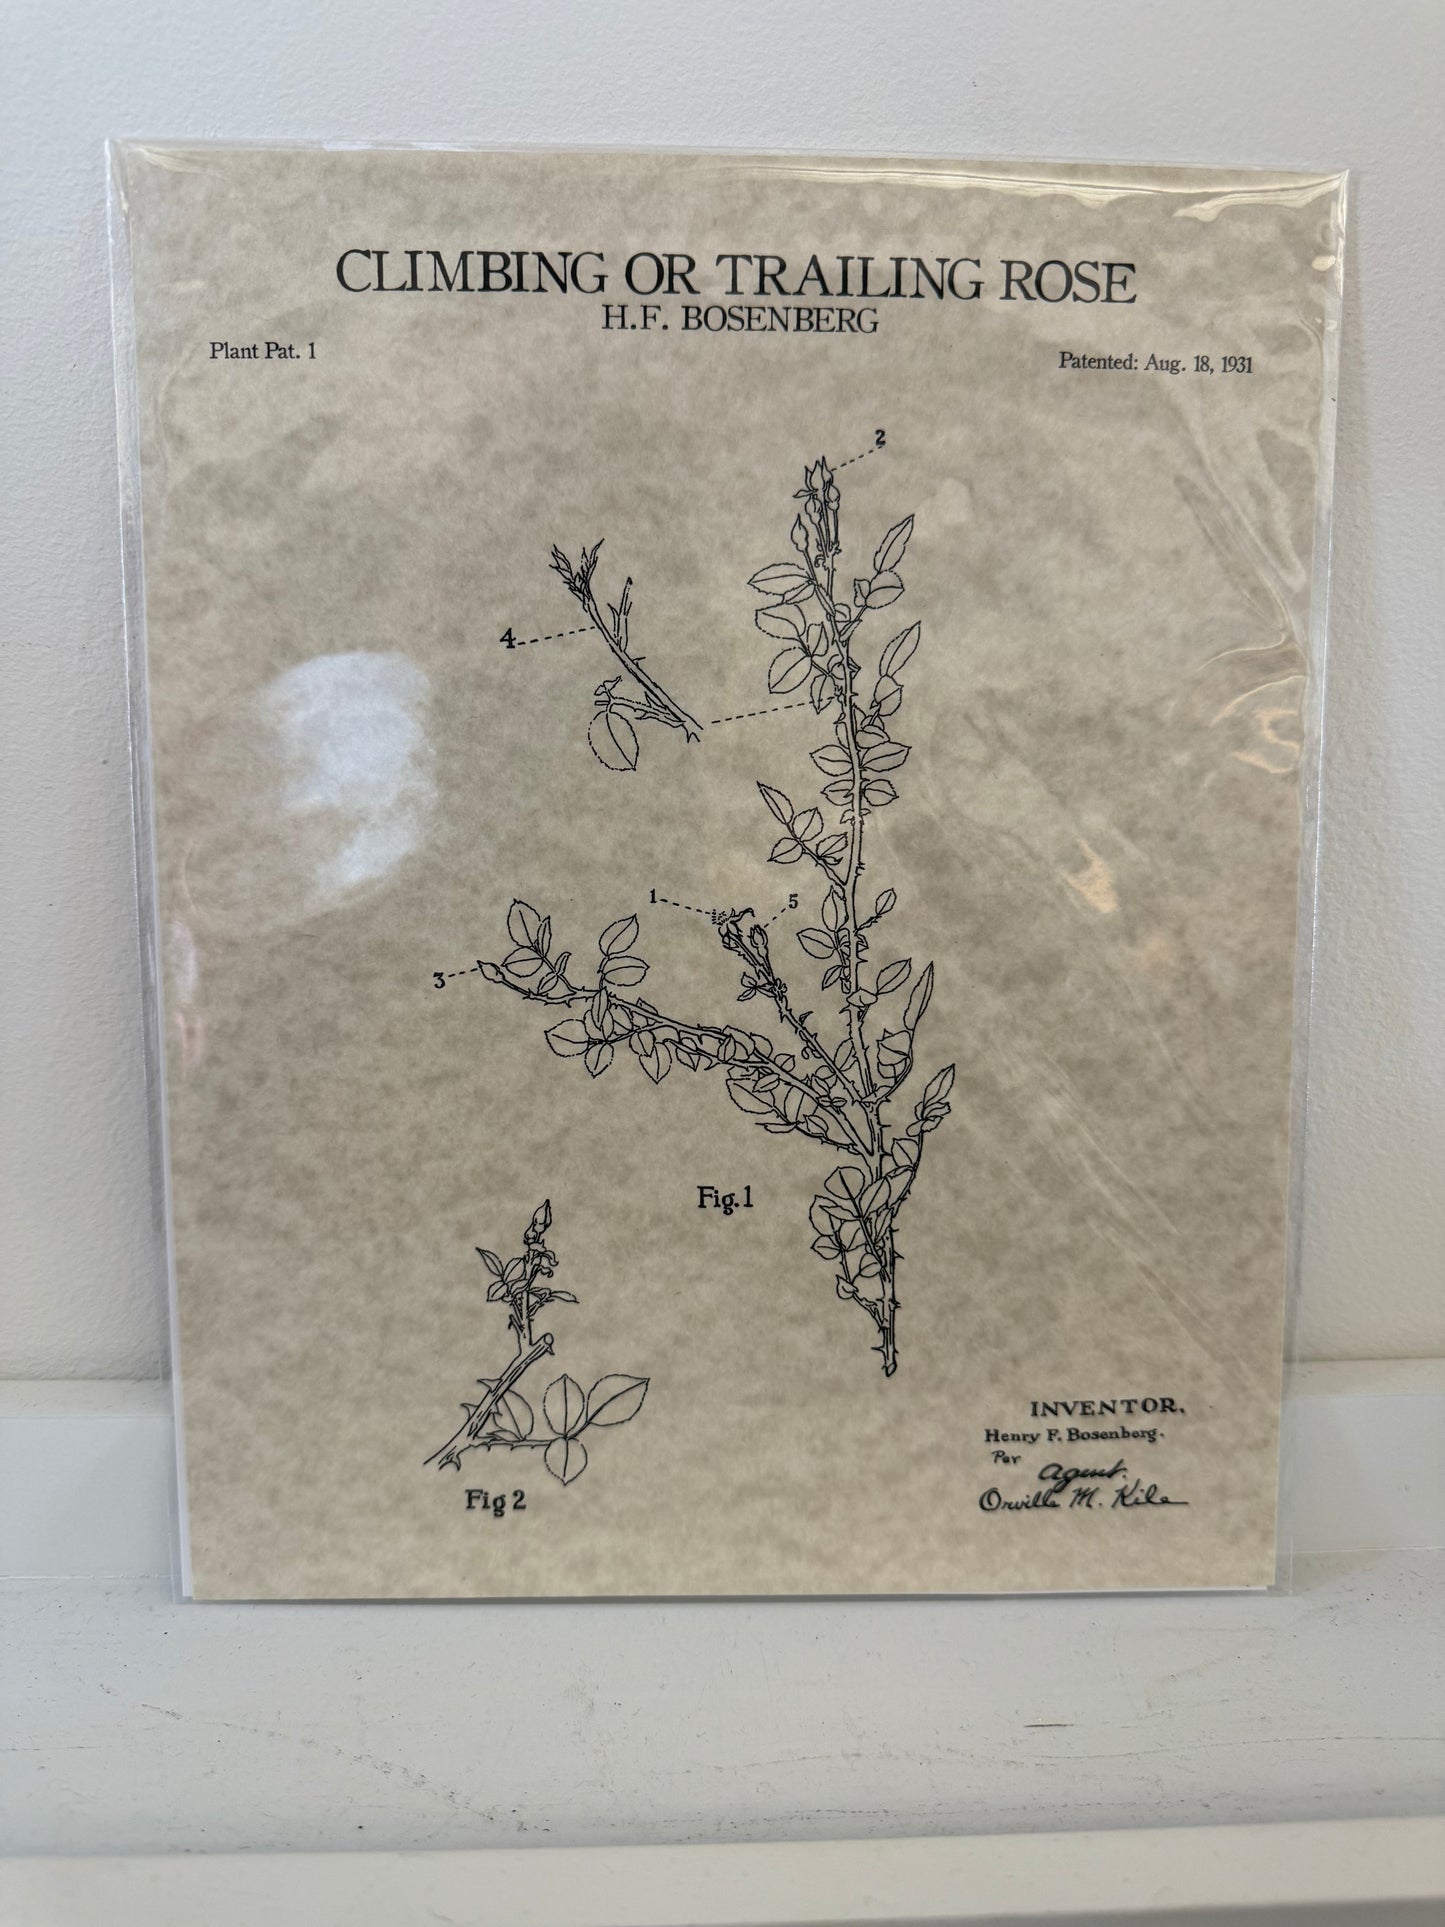 CLIMBING OR TRAILING ROSE
H.F. BOSENBERG
Plant Pat. 1
Patented: Aug. 18, 1931
2
4
1
5
3
Fig.1
Fig 2
INVENTOR.
Henry F. Bosenberg.
Per
Agent.
Orville M. Kile